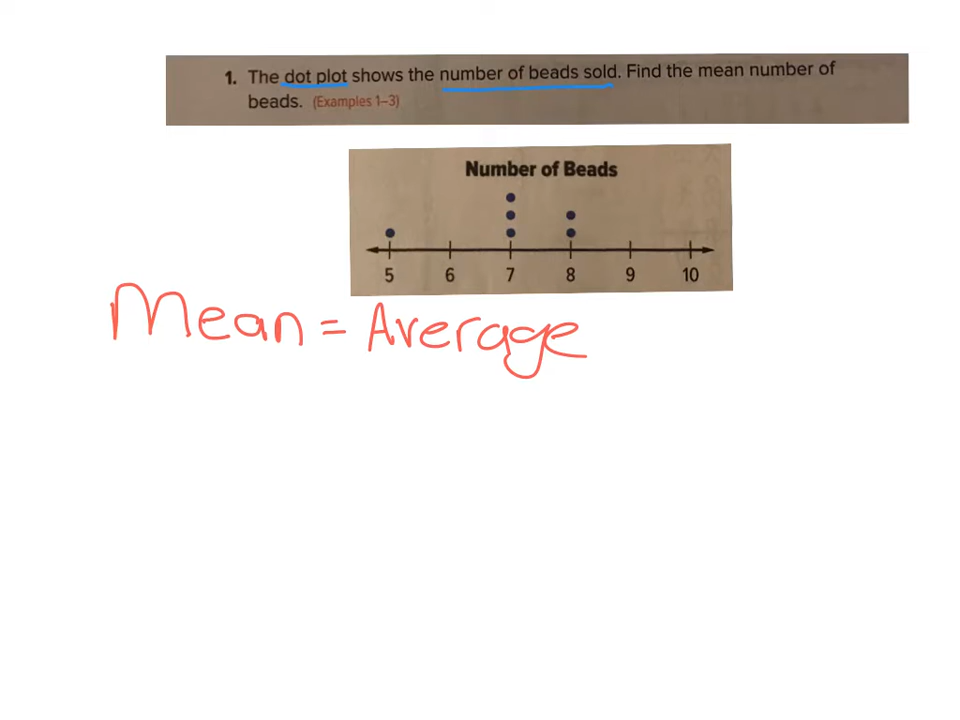 1. The dot plot shows the number of beads sold. Find the mean number of
beads. (Examples 1–3)
Number of Beads
5 6 7 8 9 10
Mean = Average